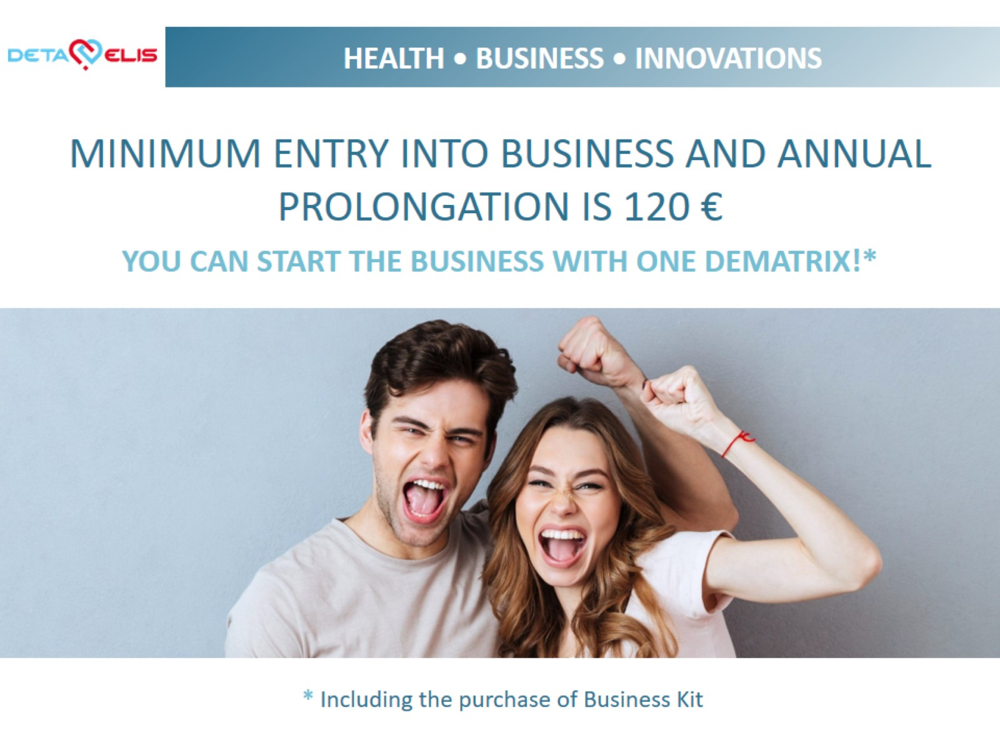 DETA ELIS
HEALTH • BUSINESS • INNOVATIONS
MINIMUM ENTRY INTO BUSINESS AND ANNUAL
PROLONGATION IS 120 €
YOU CAN START THE BUSINESS WITH ONE DEMATRIX!*
* Including the purchase of Business Kit